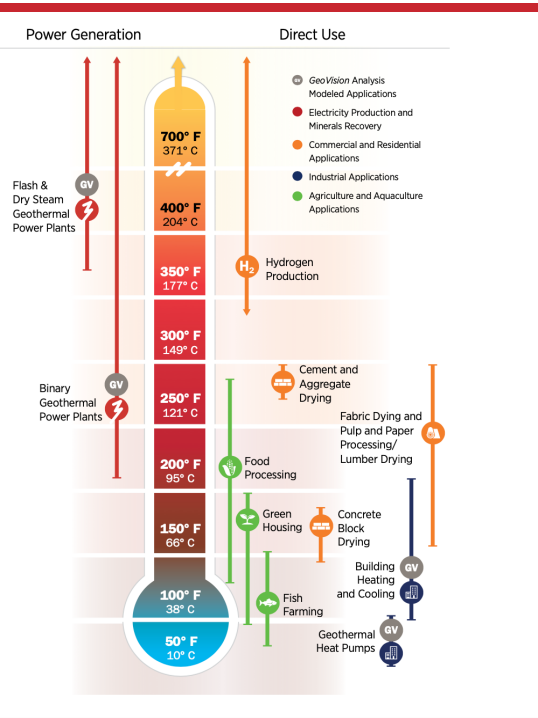 Power Generation
Direct Use
GeoVision Analysis
Modeled Applications
Electricity Production and
Minerals Recovery
Commercial and Residential
Applications
Industrial Applications
Agriculture and Aquaculture
Applications
GV
700° F
371° C
400° F
204° C
350° F
177° C
300° F
149° C
250° F
121° C
200° F
95° C
150° F
66° C
100° F
38° C
50° F
10° C
Flash &
Dry Steam
Geothermal
Power Plants
GV
Binary
Geothermal
Power Plants
GV
H2
Hydrogen
Production
Cement and
Aggregate
Drying
Fabric Dying and
Pulp and Paper
Processing/
Lumber Drying
Food
Processing
Green
Housing
Concrete
Block
Drying
Building
Heating
and Cooling
GV
Fish
Farming
Geothermal
Heat Pumps
GV